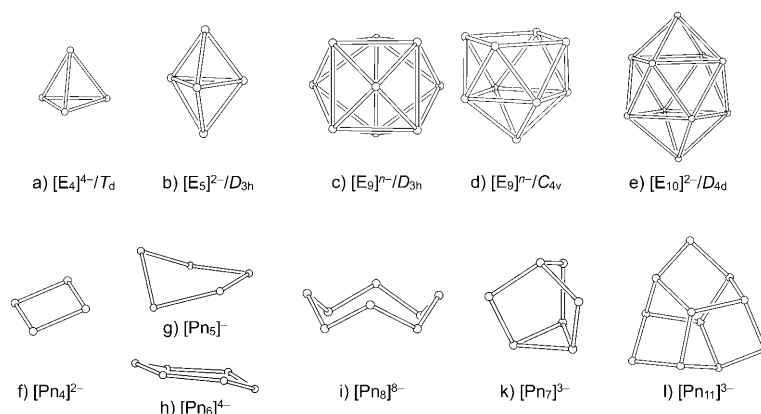 a) [E₄]⁴⁻/Td b) [E₅]²⁻/D₃h c) [E₉]ⁿ⁻/D₃h d) [E₉]ⁿ⁻/C₄v e) [E₁₀]²⁻/D₄d
g) [Pn₅]⁻
f) [Pn₄]²⁻ h) [Pn₆]⁴⁻ i) [Pn₈]⁸⁻ k) [Pn₇]³⁻ l) [Pn₁₁]³⁻